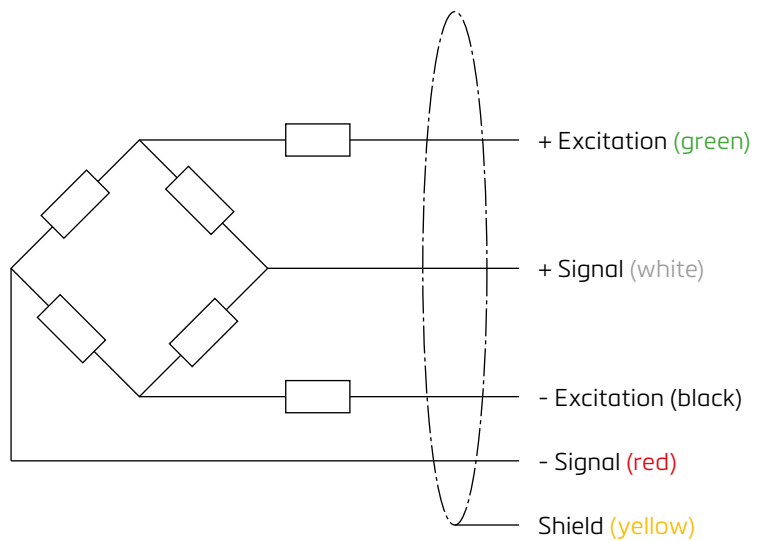 + Excitation (green)
+ Signal (white)
- Excitation (black)
- Signal (red)
Shield (yellow)